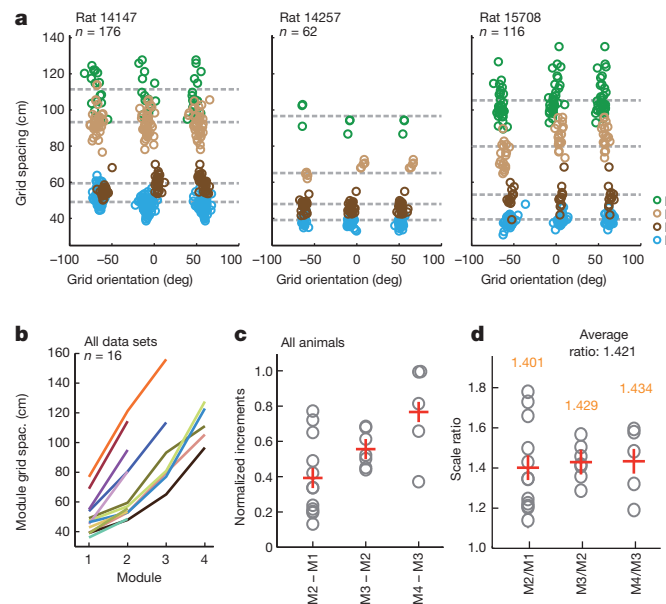 a
Rat 14147
n = 176
Rat 14257
n = 62
Rat 15708
n = 116
Grid spacing (cm)
140
120
100
80
60
40
−100 −50 0 50 100
−100 −50 0 50 100
−100 −50 0 50 100
Grid orientation (deg)
Grid orientation (deg)
Grid orientation (deg)
b
All data sets
n = 16
Module grid spac. (cm)
160
140
120
100
80
60
40
1 2 3 4
Module
c
All animals
Normalized increments
1.0
0.8
0.6
0.4
0.2
0
M2 − M1
M3 − M2
M4 − M3
d
Average
ratio: 1.421
1.401
1.429
1.434
Scale ratio
1.8
1.6
1.4
1.2
1.0
M2/M1
M3/M2
M4/M3